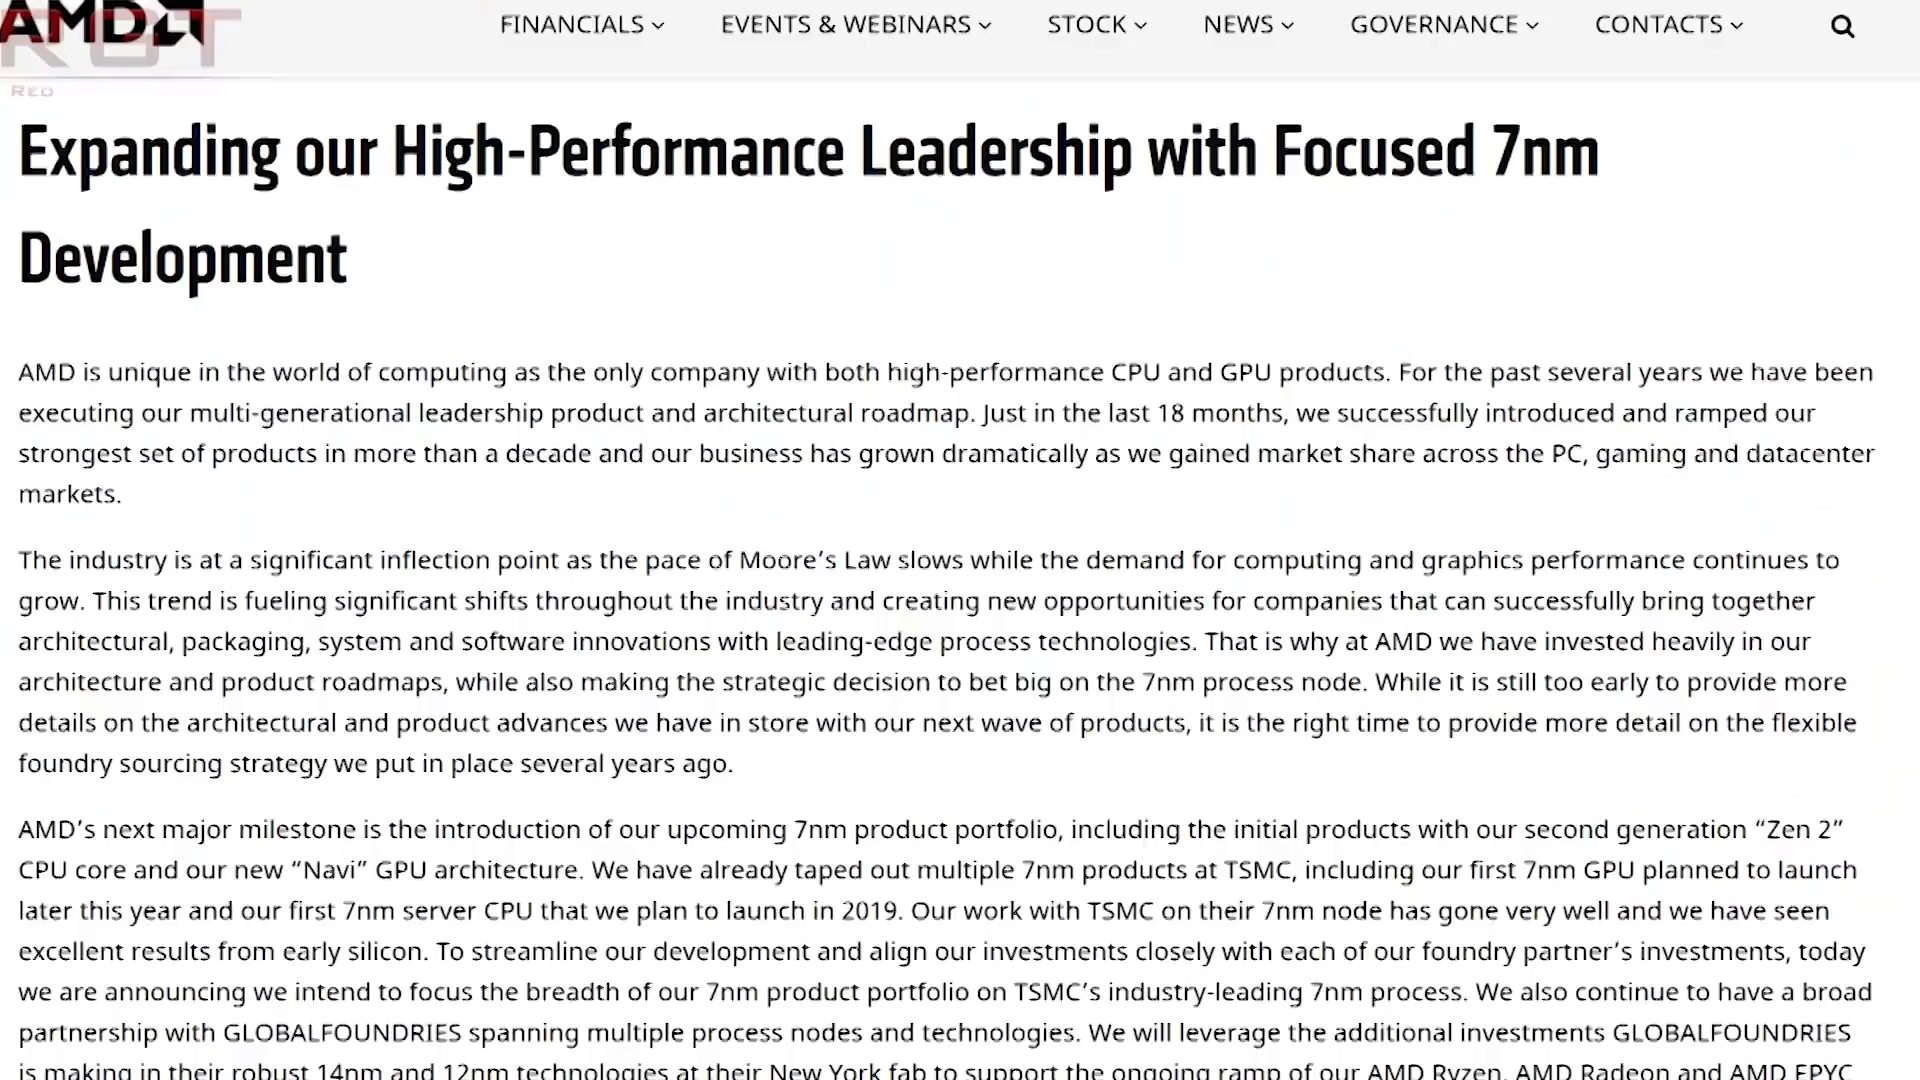 AMD
RGT
FINANCIALS EVENTS & WEBINARS STOCK NEWS GOVERNANCE CONTACTS
RED
Expanding our High-Performance Leadership with Focused 7nm
Development
AMD is unique in the world of computing as the only company with both high-performance CPU and GPU products. For the past several years we have been
executing our multi-generational leadership product and architectural roadmap. Just in the last 18 months, we successfully introduced and ramped our
strongest set of products in more than a decade and our business has grown dramatically as we gained market share across the PC, gaming and datacenter
markets.
The industry is at a significant inflection point as the pace of Moore’s Law slows while the demand for computing and graphics performance continues to
grow. This trend is fueling significant shifts throughout the industry and creating new opportunities for companies that can successfully bring together
architectural, packaging, system and software innovations with leading-edge process technologies. That is why at AMD we have invested heavily in our
architecture and product roadmaps, while also making the strategic decision to bet big on the 7nm process node. While it is still too early to provide more
details on the architectural and product advances we have in store with our next wave of products, it is the right time to provide more detail on the flexible
foundry sourcing strategy we put in place several years ago.
AMD’s next major milestone is the introduction of our upcoming 7nm product portfolio, including the initial products with our second generation “Zen 2”
CPU core and our new “Navi” GPU architecture. We have already taped out multiple 7nm products at TSMC, including our first 7nm GPU planned to launch
later this year and our first 7nm server CPU that we plan to launch in 2019. Our work with TSMC on their 7nm node has gone very well and we have seen
excellent results from early silicon. To streamline our development and align our investments closely with each of our foundry partner’s investments, today
we are announcing we intend to focus the breadth of our 7nm product portfolio on TSMC’s industry-leading 7nm process. We also continue to have a broad
partnership with GLOBALFOUNDRIES spanning multiple process nodes and technologies. We will leverage the additional investments GLOBALFOUNDRIES
is making in their robust 14nm and 12nm technologies at their New York fab to support the ongoing ramp of our AMD Ryzen, AMD Radeon and AMD EPYC